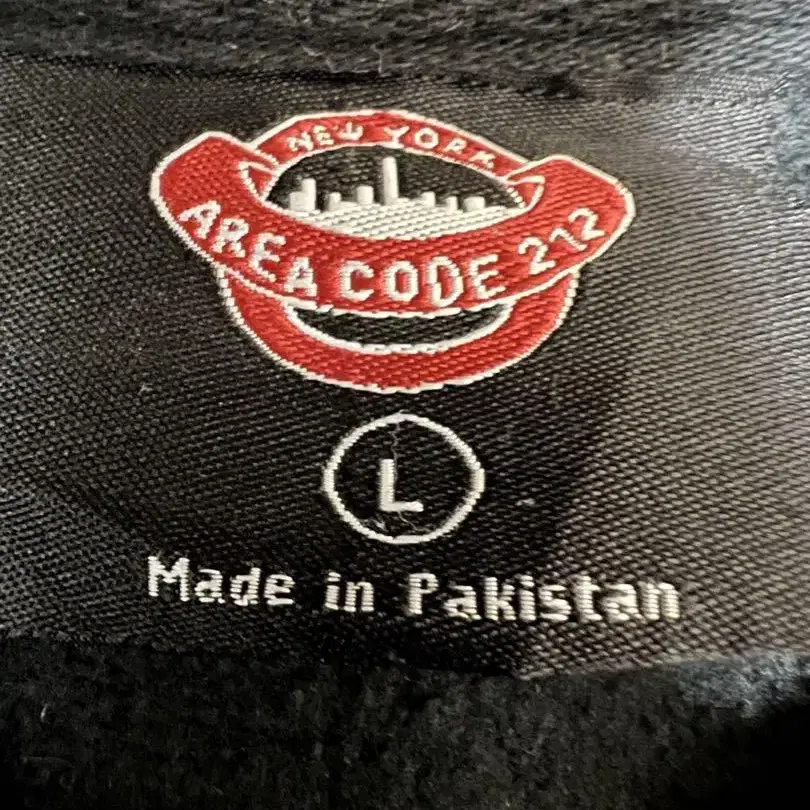 NEW YORK
AREA CODE 212
L
Made in Pakistan